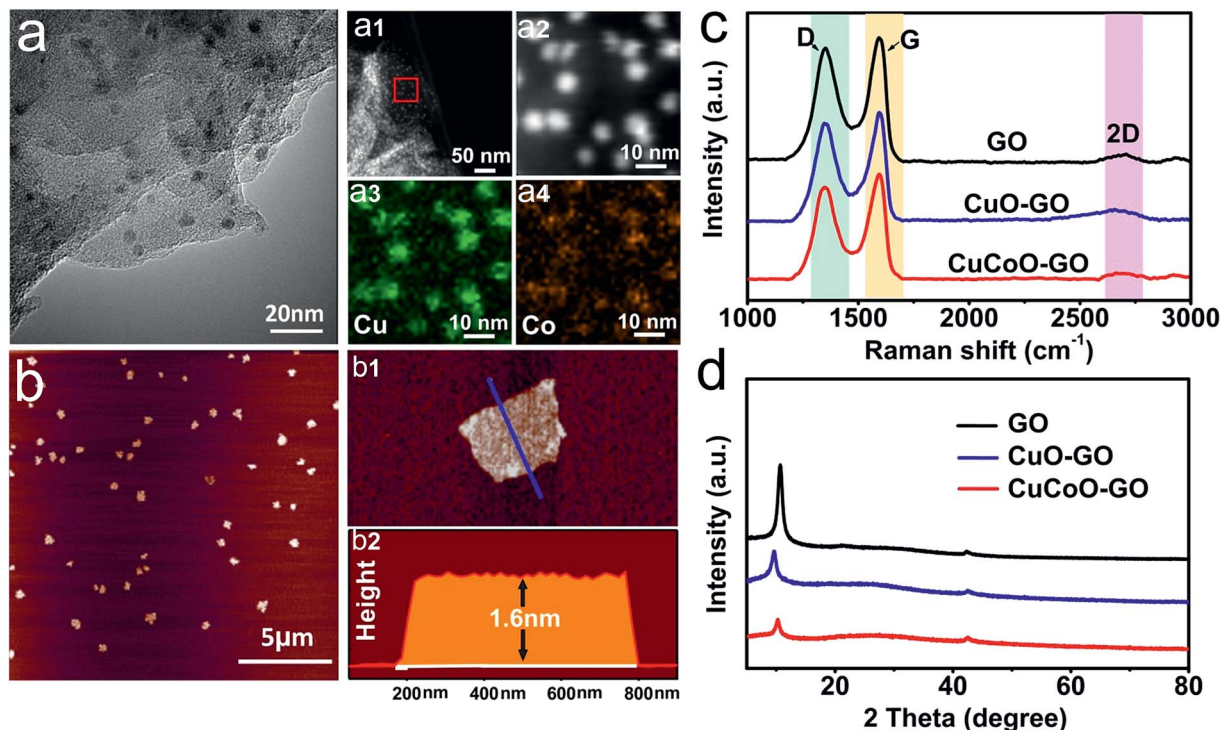 a
20nm
a1
50 nm
a2
10 nm
a3
Cu
10 nm
a4
Co
10 nm
b
5μm
b1
b2
Height
1.6nm
200nm 400nm 600nm 800nm
c
Intensity (a.u.)
D
G
2D
GO
CuO-GO
CuCoO-GO
1000 1500 2000 2500 3000
Raman shift (cm⁻¹)
d
Intensity (a.u.)
GO
CuO-GO
CuCoO-GO
20 40 60 80
2 Theta (degree)